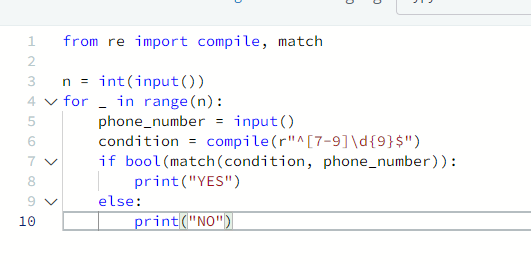 1 from re import compile, match
2
3 n = int(input())
4 for _ in range(n):
5 phone_number = input()
6 condition = compile(r"^[7-9]\d{9}$")
7 if bool(match(condition, phone_number)):
8 print("YES")
9 else:
10 print("NO")